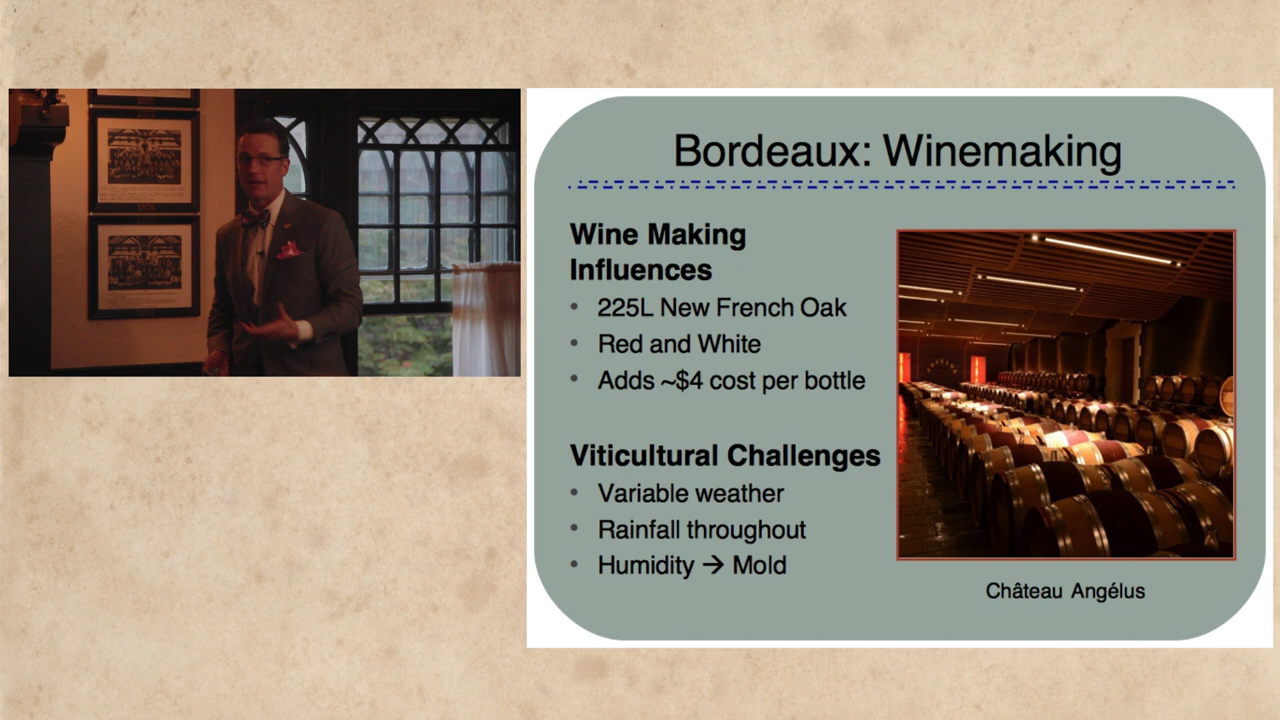 Bordeaux: Winemaking
Wine Making
Influences
• 225L New French Oak
• Red and White
• Adds ~$4 cost per bottle
Viticultural Challenges
• Variable weather
• Rainfall throughout
• Humidity → Mold
Château Angélus